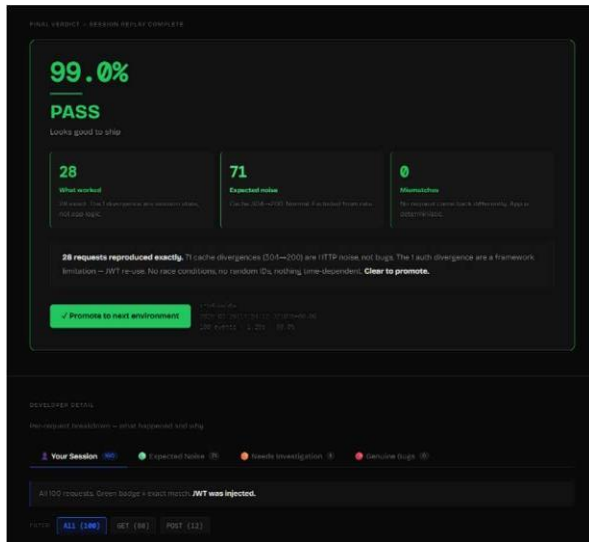 FINAL VERDICT — SESSION REPLAY COMPLETE
99.0%
PASS
Looks good to ship
28
What worked
not app logic.
71
Expected noise
0
Mismatches
28 requests reproduced exactly. 71 cache divergences (304→200) are HTTP noise, not bugs. The 1 auth divergence are a framework
limitation — JWT re-use. No race conditions, no random IDs, nothing time-dependent. Clear to promote.
✓ Promote to next environment
DEVELOPER DETAIL
Per-request breakdown — what happened and why
Your Session
Expected Noise
Needs Investigation
Genuine Bugs
All 100 requests. Green badge = exact match. JWT was injected.
All (100) GET (88) POST (12)